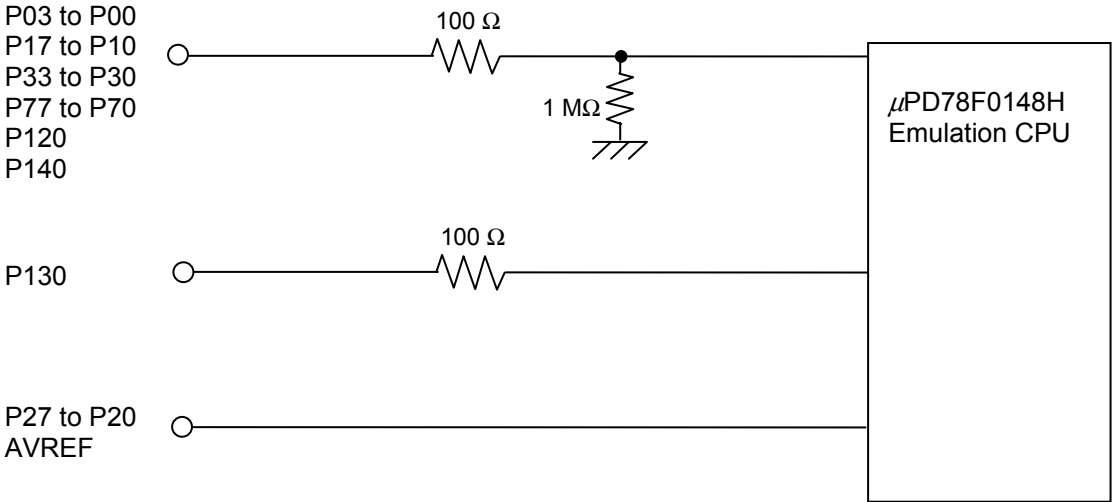 P03 to P00
P17 to P10
P33 to P30
P77 to P70
P120
P140
100 Ω
1 MΩ
μPD78F0148H
Emulation CPU
P130
100 Ω
P27 to P20
AVREF